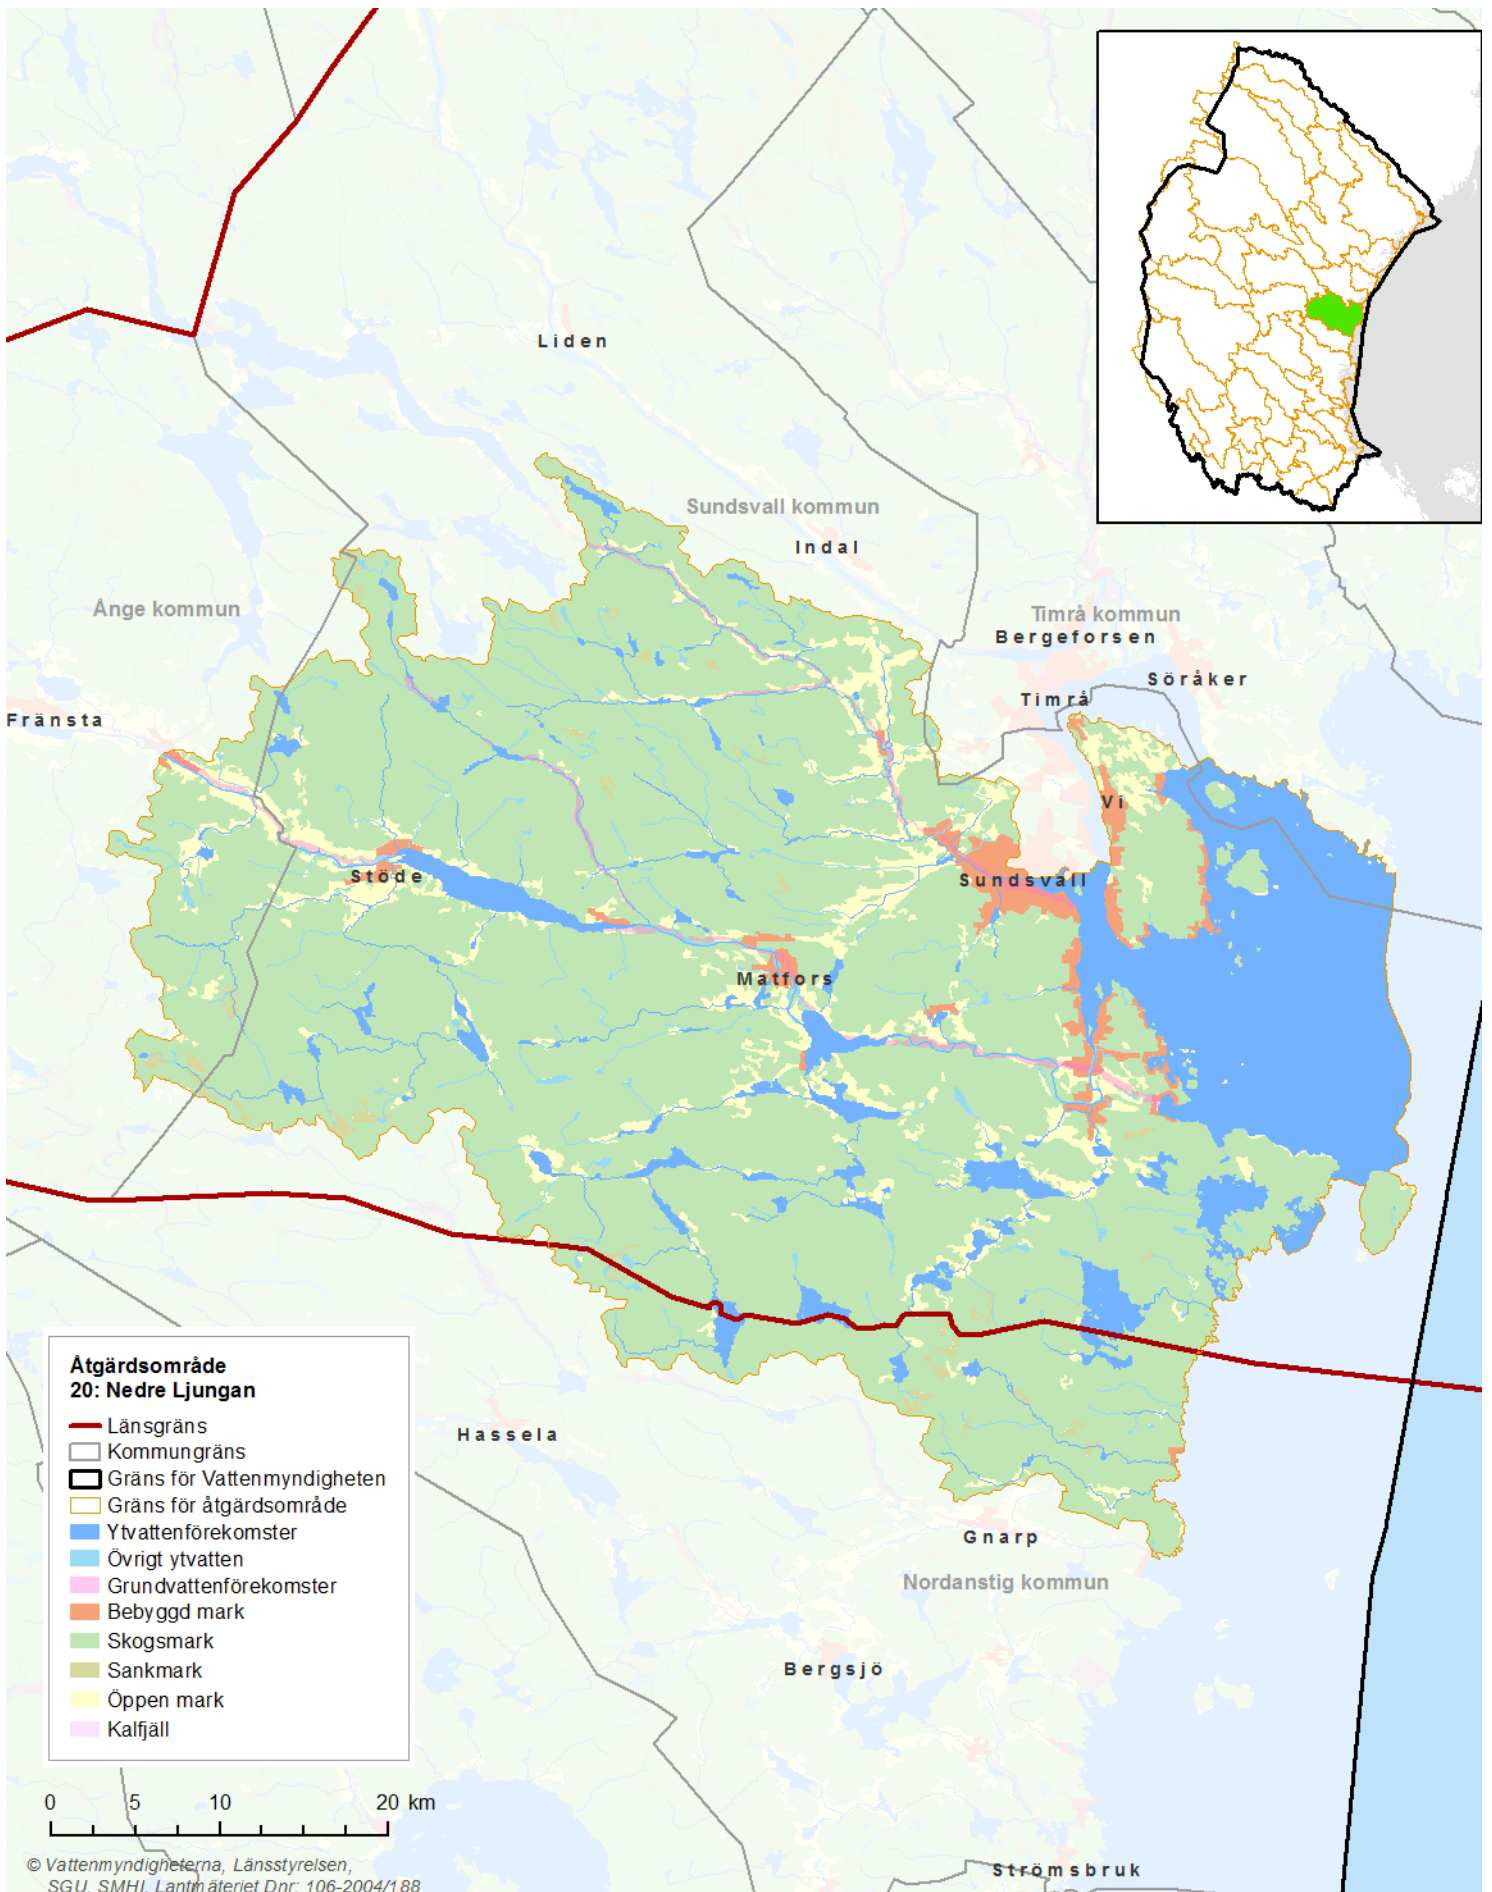 Liden
Sundsvall kommun
Indal
Ånge kommun
Timrå kommun
Bergeforsen
Söråker
Timrå
Fränsta
Vi
Stöde
Sundsvall
Matfors
Åtgärdsområde
20: Nedre Ljungan
Länsgräns
Kommungräns
Gräns för Vattenmyndigheten
Gräns för åtgärdsområde
Ytvattenförekomster
Övrigt ytvatten
Grundvattenförekomster
Bebyggd mark
Skogsmark
Sankmark
Öppen mark
Kalfjäll
Hassela
Gnarp
Nordanstig kommun
Bergsjö
0 5 10 20 km
© Vattenmyndigheterna, Länsstyrelsen,
SGU, SMHI, Lantmäteriet Dnr: 106-2004/188
Strömsbruk